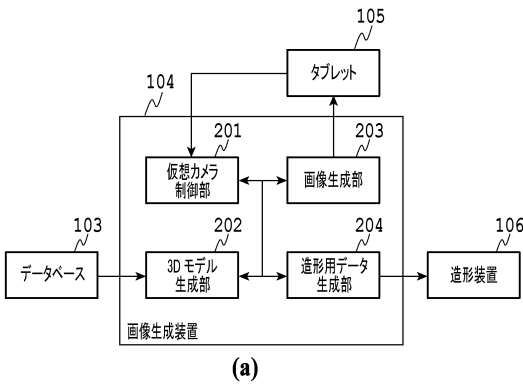 105
タブレット
104
201
仮想カメラ
制御部
203
画像生成部
103
データベース
202
3Dモデル
生成部
204
造形用データ
生成部
106
造形装置
画像生成装置
(a)